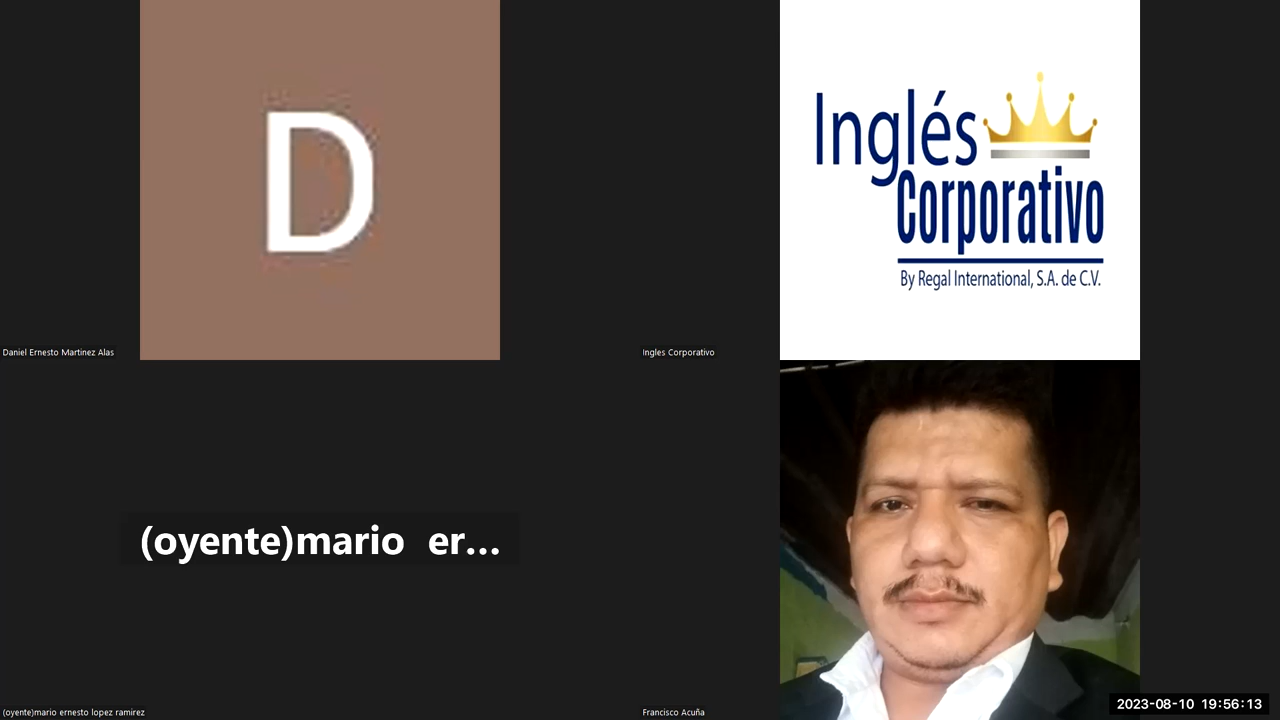 D
Inglés
Corporativo
By Regal International, S.A. de C.V.
Daniel Ernesto Martinez Alas
Ingles Corporativo
(oyente)mario er...
(oyente)mario ernesto lopez ramirez
Francisco Acuña
2023-08-10 19:56:13